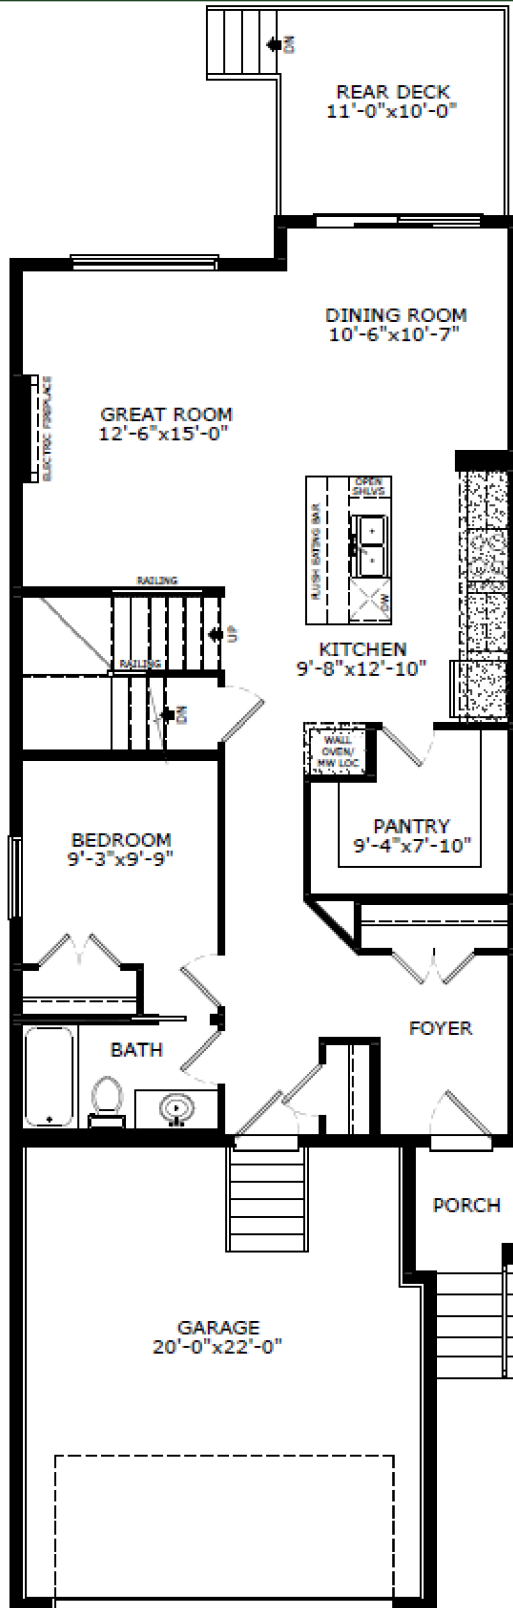 DN
REAR DECK
11'-0"x10'-0"
DINING ROOM
10'-6"x10'-7"
ELECTRIC FIREPLACE
GREAT ROOM
12'-6"x15'-0"
OPEN
SHLVS
FLUSH EATING BAR
DW
RAILING
UP
KITCHEN
9'-8"x12'-10"
RAILING
DN
WALL
OVEN/
MW LOC
PANTRY
9'-4"x7'-10"
BEDROOM
9'-3"x9'-9"
FOYER
BATH
PORCH
GARAGE
20'-0"x22'-0"